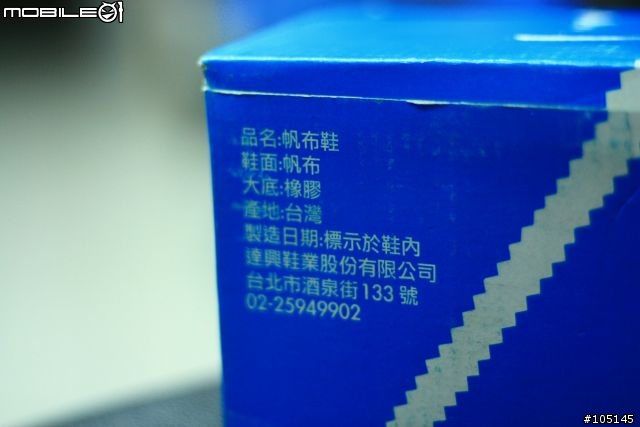 MOBILE01
品名:帆布鞋
鞋面:帆布
大底:橡膠
產地:台灣
製造日期:標示於鞋內
達興鞋業股份有限公司
台北市酒泉街133號
02-25949902
#105145